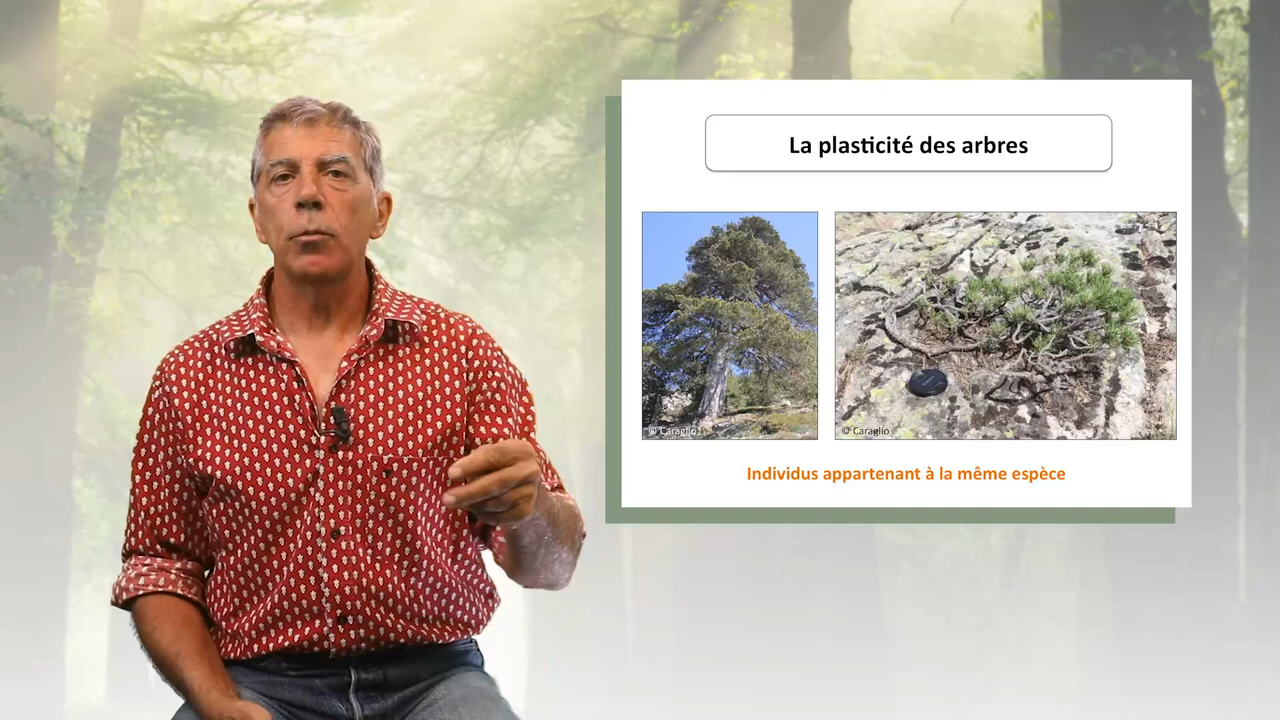 La plasticité des arbres
© Caraglio
© Caraglio
Individus appartenant à la même espèce